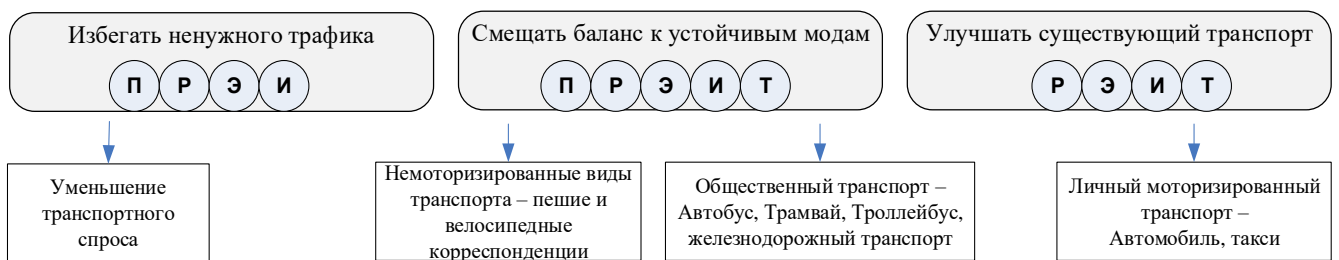 Избегать ненужного трафика
П Р Э И
Смещать баланс к устойчивым модам
П Р Э И Т
Улучшать существующий транспорт
Р Э И Т
Уменьшение
транспортного
спроса
Немоторизированные виды
транспорта – пешие и
велосипедные
корреспонденции
Общественный транспорт –
Автобус, Трамвай, Троллейбус,
железнодорожный транспорт
Личный моторизированный
транспорт –
Автомобиль, такси